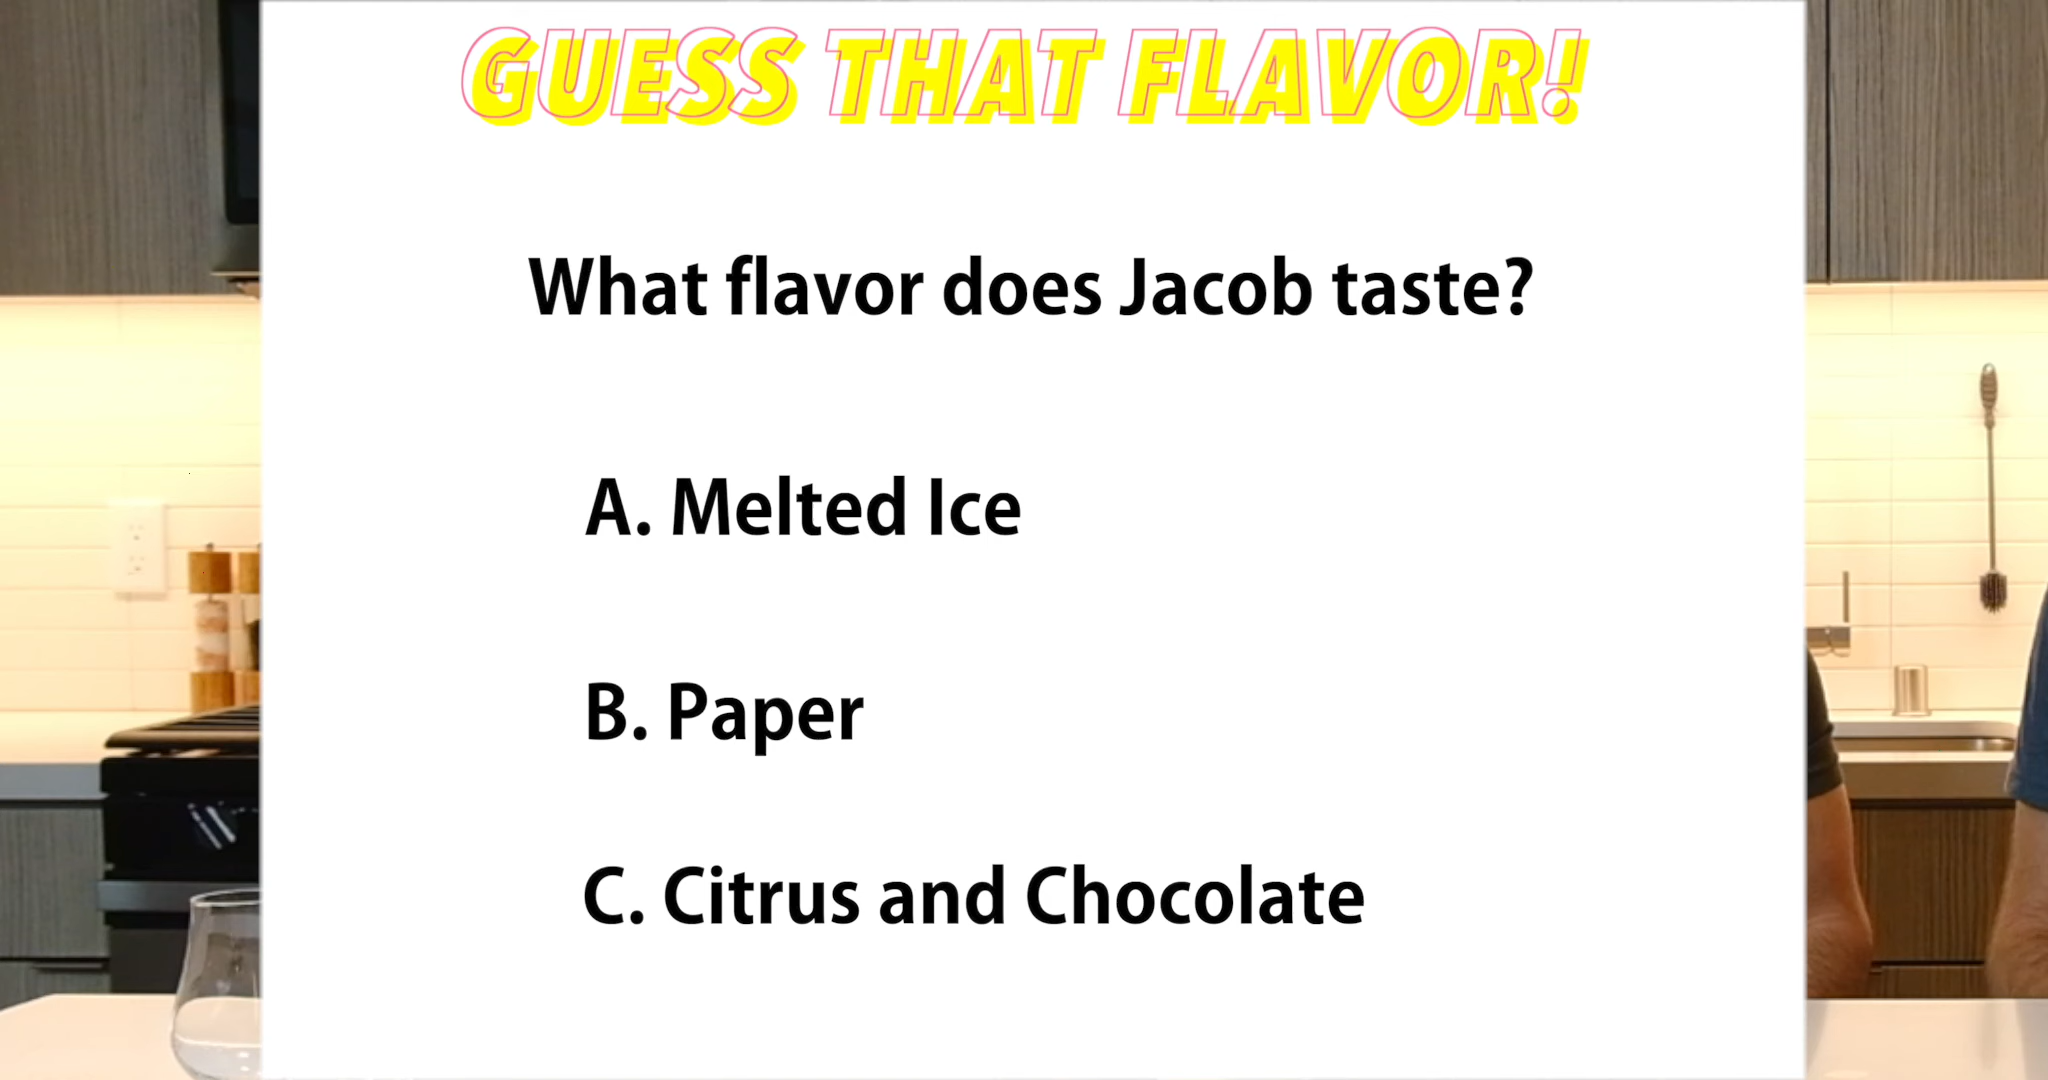 GUESS THAT FLAVOR!
What flavor does Jacob taste?
A. Melted Ice
B. Paper
C. Citrus and Chocolate